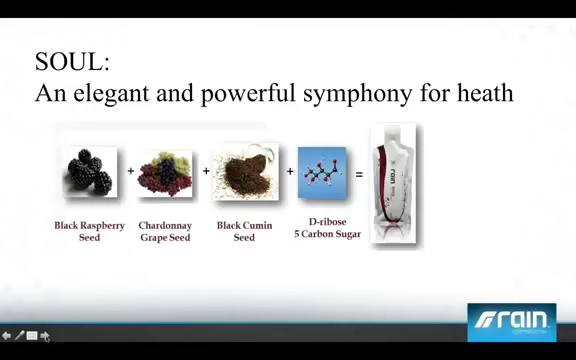 SOUL:
An elegant and powerful symphony for heath
+ + + =
rain
Black Raspberry
Seed
Chardonnay
Grape Seed
Black Cumin
Seed
D-ribose
5 Carbon Sugar
rain